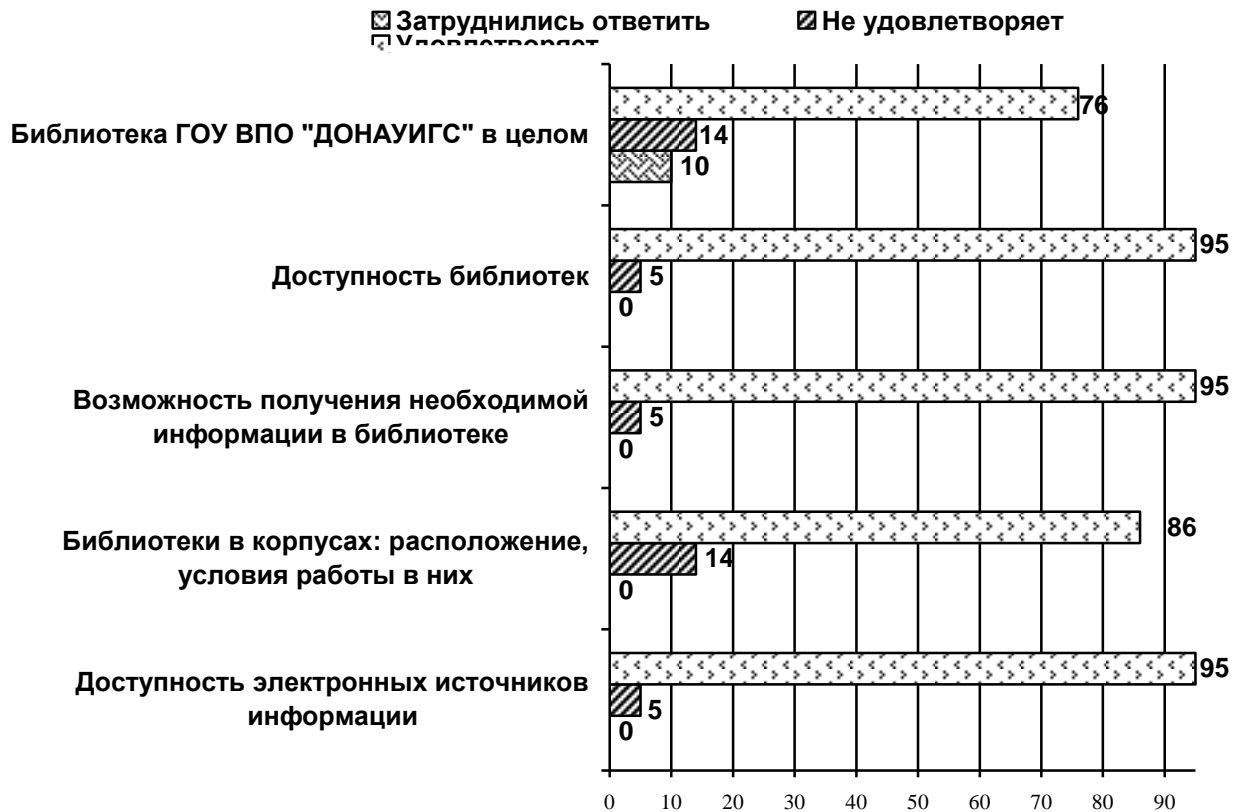 Затруднились ответить Не удовлетворяет
Удовлетворяет
Библиотека ГОУ ВПО "ДОНАУИГС" в целом
76
14
10
Доступность библиотек
95
5
0
Возможность получения необходимой
информации в библиотеке
95
5
0
Библиотеки в корпусах: расположение,
условия работы в них
86
14
0
Доступность электронных источников
информации
95
5
0
0 10 20 30 40 50 60 70 80 90